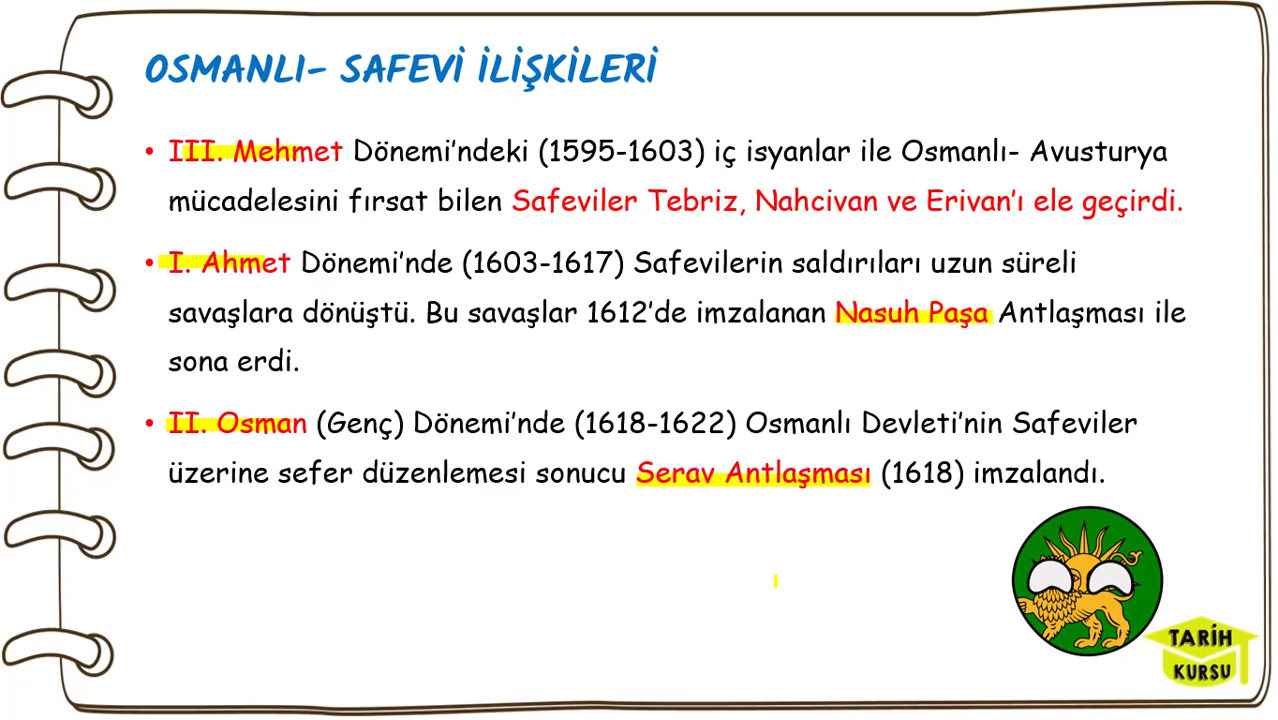 OSMANLI- SAFEVİ İLİŞKİLERİ
• III. Mehmet Dönemi'ndeki (1595-1603) iç isyanlar ile Osmanlı- Avusturya
mücadelesini fırsat bilen Safeviler Tebriz, Nahcivan ve Erivan'ı ele geçirdi.
• I. Ahmet Dönemi'nde (1603-1617) Safevilerin saldırıları uzun süreli
savaşlara dönüştü. Bu savaşlar 1612'de imzalanan Nasuh Paşa Antlaşması ile
sona erdi.
• II. Osman (Genç) Dönemi'nde (1618-1622) Osmanlı Devleti'nin Safeviler
üzerine sefer düzenlemesi sonucu Serav Antlaşması (1618) imzalandı.
TARİH
KURSU